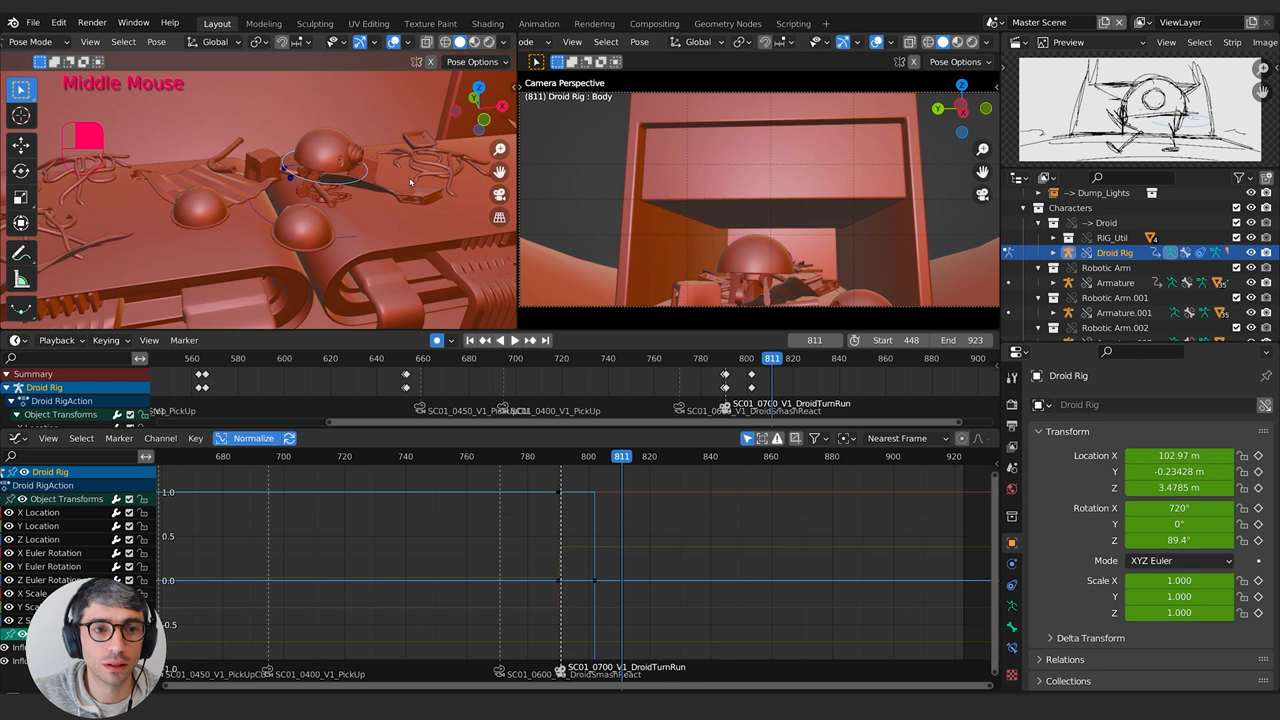 File Edit Render Window Help Layout Modeling Sculpting UV Editing Texture Paint Shading Animation Rendering Compositing Geometry Nodes Scripting + Master Scene ViewLayer
Pose Mode View Select Pose Global
ode View Select Pose Global
Preview View Select Strip Image
Pose Options
Pose Options
Middle Mouse
Camera Perspective
(811) Droid Rig : Body
--> Dump_Lights
Characters
--> Droid
RIG_Util
Droid Rig
Robotic Arm
Armature
Robotic Arm.001
Armature.001
Robotic Arm.002
Playback Keying View Marker 811 Start 448 End 923
560 580 600 620 640 660 680 700 720 740 760 780 800 811 820 840 860 880 900
Summary
Droid Rig
Droid RigAction
Object Transforms
SC01_0400_V1_PickUp
SC01_0700_V1_DroidTurnRun
View Select Marker Channel Key Normalize Nearest Frame
680 700 720 740 760 780 800 811 820 840 860 880 900 920
Droid Rig
Droid RigAction
Object Transforms
X Location
Y Location
Z Location
X Euler Rotation
Y Euler Rotation
Z Euler Rotation
X Scale
1.0
0.5
0.0
-0.5
SC01_0400_V1_PickUp
SC01_0700_V1_DroidTurnRun
Droid Rig
Droid Rig
Transform
Location X 102.97 m
Y -0.23428 m
Z 3.4785 m
Rotation X 720°
Y 0°
Z 89.4°
Mode XYZ Euler
Scale X 1.000
Y 1.000
Z 1.000
Delta Transform
Relations
Collections